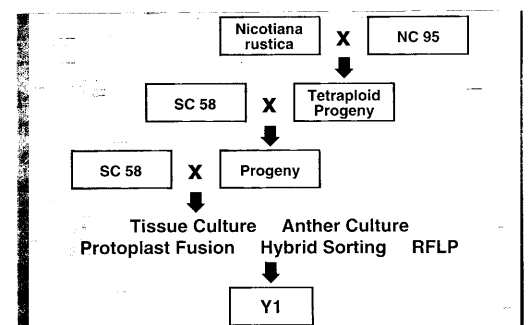 Nicotiana rustica X NC 95
SC 58 X Tetraploid Progeny
SC 58 X Progeny
Tissue Culture Anther Culture
Protoplast Fusion Hybrid Sorting RFLP
Y1